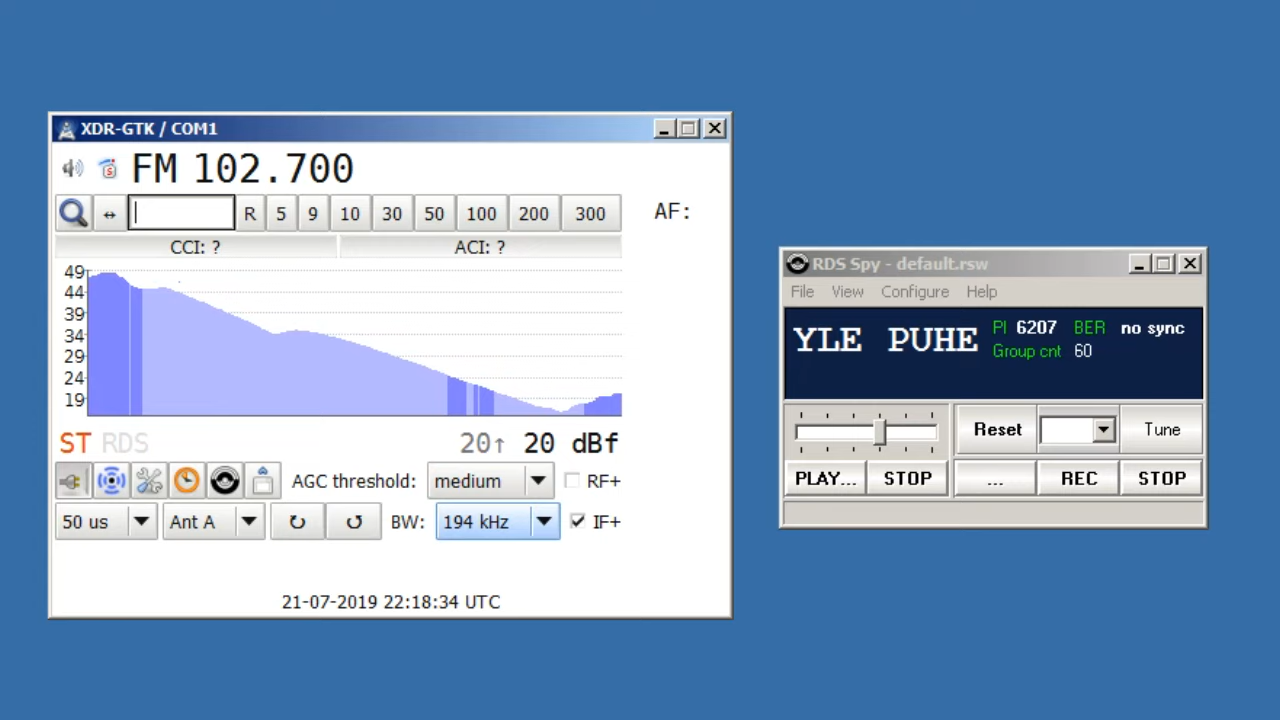 XDR-GTK / COM1
FM 102.700
↔ R 5 9 10 30 50 100 200 300
AF:
CCI: ? ACI: ?
49
44
39
34
29
24
19
ST RDS 20↑ 20 dBf
AGC threshold: medium RF+
50 us Ant A ↻ ↺ BW: 194 kHz IF+
21-07-2019 22:18:34 UTC
RDS Spy - default.rsw
File View Configure Help
YLE PUHE PI 6207 BER no sync
Group cnt 60
Reset Tune
PLAY... STOP ... REC STOP